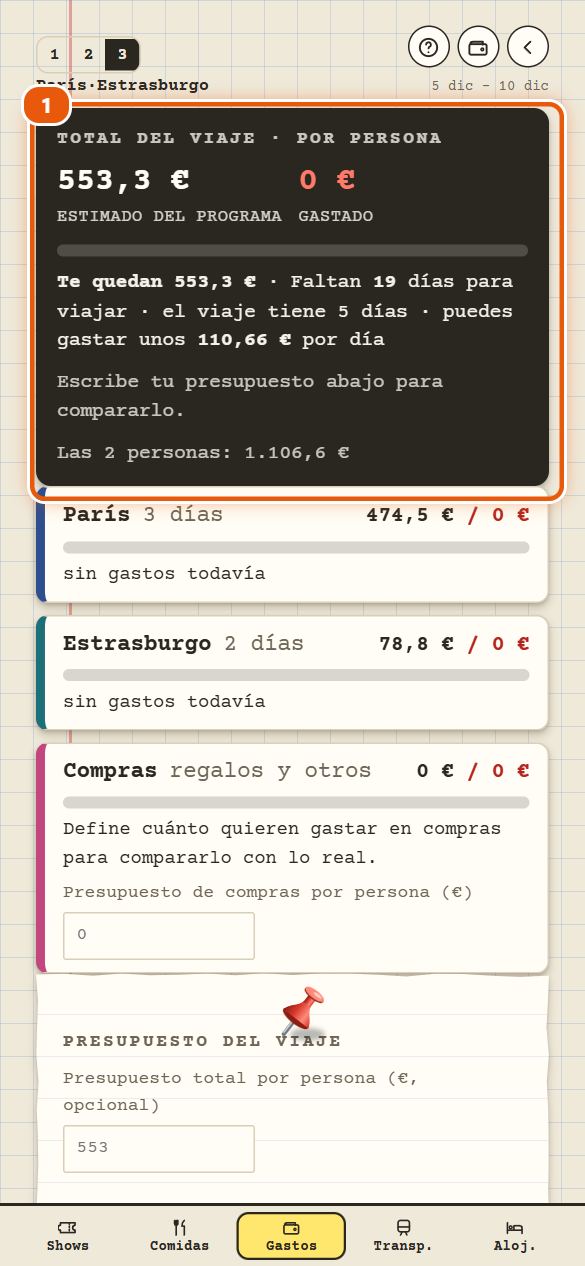 1 2 3
París·Estrasburgo 5 dic – 10 dic
1
TOTAL DEL VIAJE · POR PERSONA
553,3 € 0 €
ESTIMADO DEL PROGRAMA GASTADO
Te quedan 553,3 € · Faltan 19 días para
viajar · el viaje tiene 5 días · puedes
gastar unos 110,66 € por día
Escribe tu presupuesto abajo para
compararlo.
Las 2 personas: 1.106,6 €
París 3 días 474,5 € / 0 €
sin gastos todavía
Estrasburgo 2 días 78,8 € / 0 €
sin gastos todavía
Compras regalos y otros 0 € / 0 €
Define cuánto quieren gastar en compras
para compararlo con lo real.
Presupuesto de compras por persona (€)
0
PRESUPUESTO DEL VIAJE
Presupuesto total por persona (€,
opcional)
553
Shows Comidas Gastos Transp. Aloj.